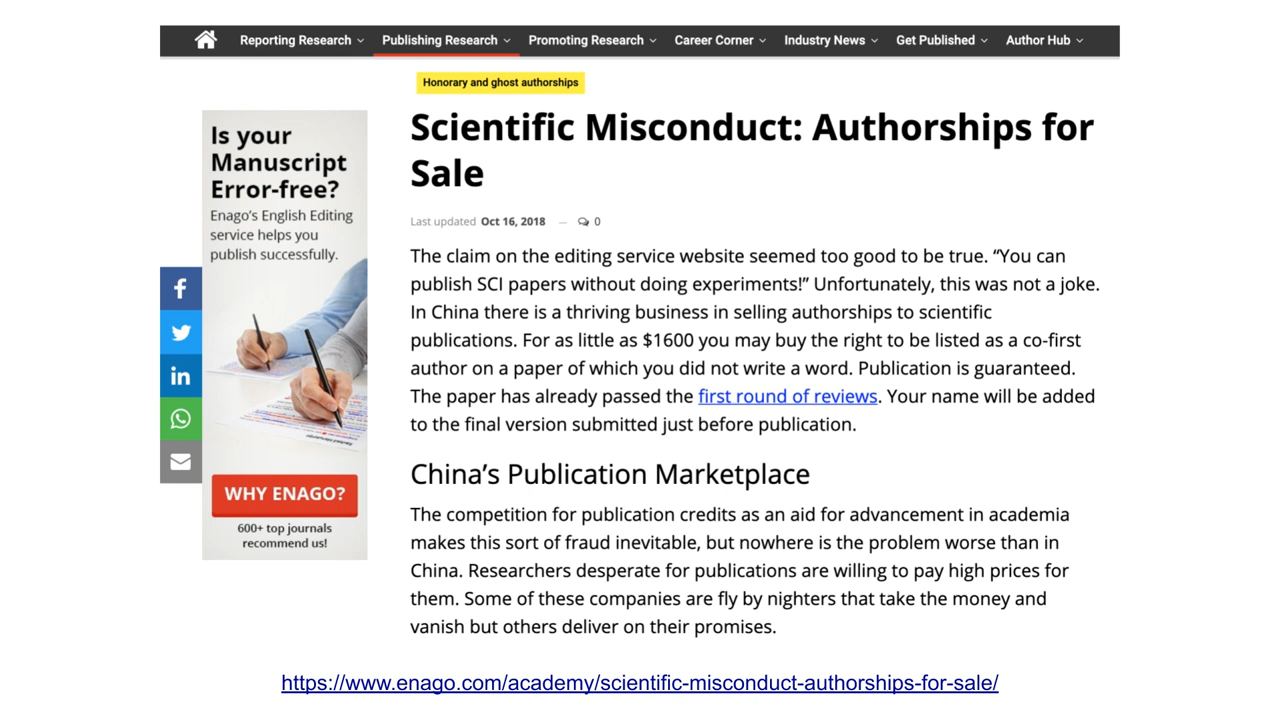 Reporting Research Publishing Research Promoting Research Career Corner Industry News Get Published Author Hub
Honorary and ghost authorships
Scientific Misconduct: Authorships for
Sale
Last updated Oct 16, 2018 — 0
Is your
Manuscript
Error-free?
Enago's English Editing
service helps you
publish successfully.
f
in
WHY ENAGO?
600+ top journals
recommend us!
The claim on the editing service website seemed too good to be true. “You can
publish SCI papers without doing experiments!” Unfortunately, this was not a joke.
In China there is a thriving business in selling authorships to scientific
publications. For as little as $1600 you may buy the right to be listed as a co-first
author on a paper of which you did not write a word. Publication is guaranteed.
The paper has already passed the first round of reviews. Your name will be added
to the final version submitted just before publication.
China’s Publication Marketplace
The competition for publication credits as an aid for advancement in academia
makes this sort of fraud inevitable, but nowhere is the problem worse than in
China. Researchers desperate for publications are willing to pay high prices for
them. Some of these companies are fly by nighters that take the money and
vanish but others deliver on their promises.
https://www.enago.com/academy/scientific-misconduct-authorships-for-sale/